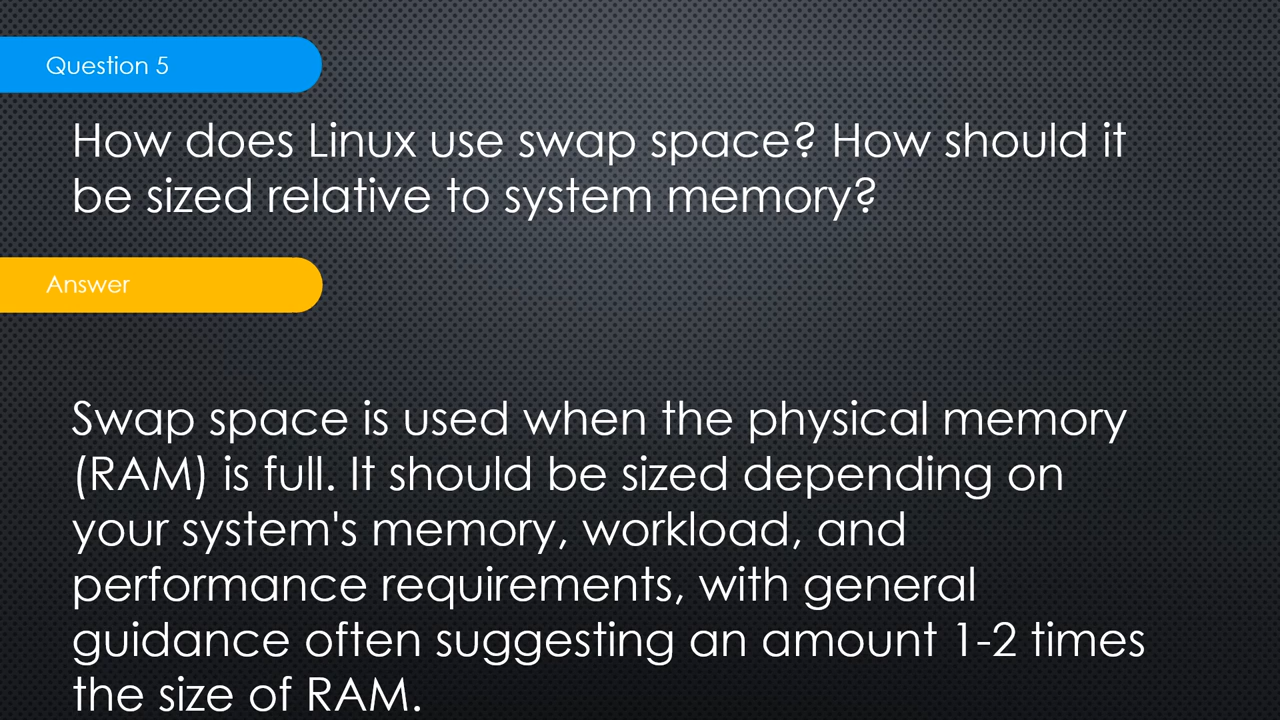 Question 5
How does Linux use swap space? How should it
be sized relative to system memory?
Answer
Swap space is used when the physical memory
(RAM) is full. It should be sized depending on
your system's memory, workload, and
performance requirements, with general
guidance often suggesting an amount 1-2 times
the size of RAM.